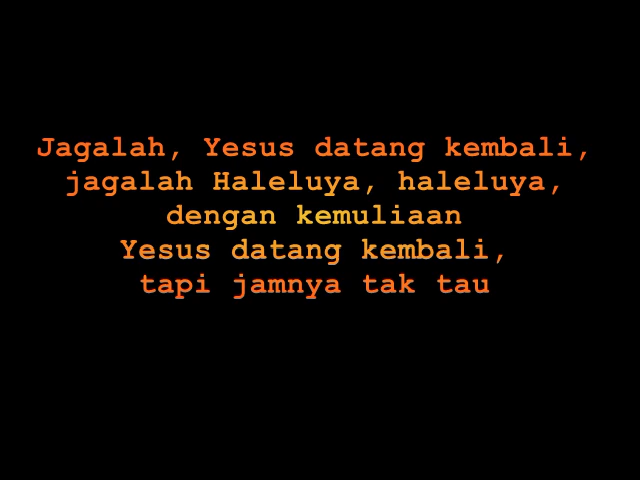 Jagalah, Yesus datang kembali,
jagalah Haleluya, haleluya,
dengan kemuliaan
Yesus datang kembali,
tapi jamnya tak tau